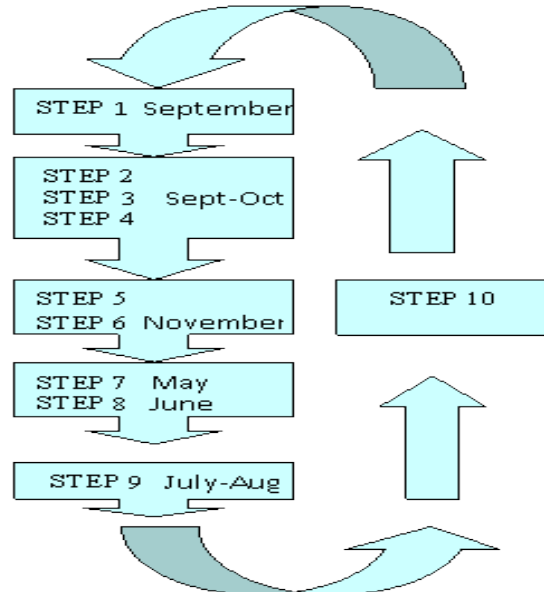 STEP 1 September
STEP 2
STEP 3 Sept-Oct
STEP 4
STEP 5
STEP 6 November
STEP 7 May
STEP 8 June
STEP 9 July-Aug
STEP 10